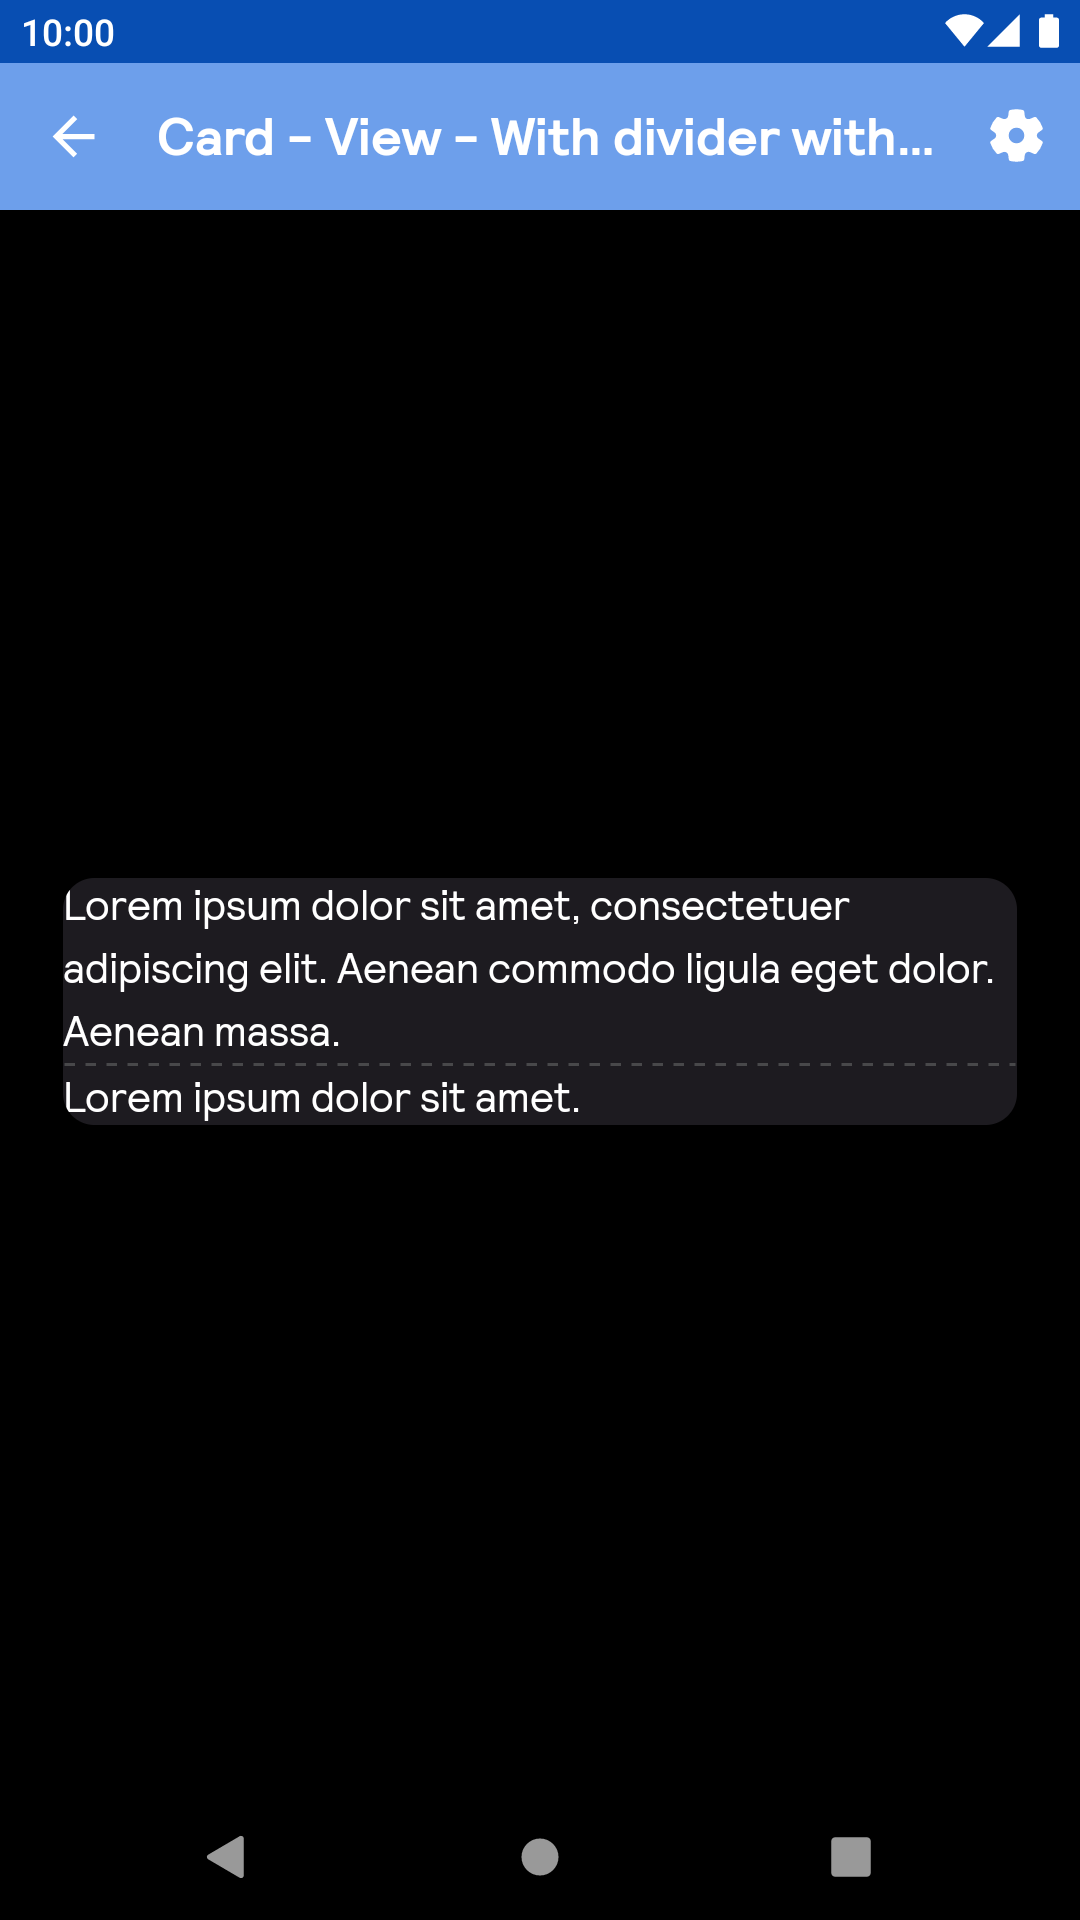 10:00
Card - View - With divider with...
Lorem ipsum dolor sit amet, consectetuer
adipiscing elit. Aenean commodo ligula eget dolor.
Aenean massa.
Lorem ipsum dolor sit amet.